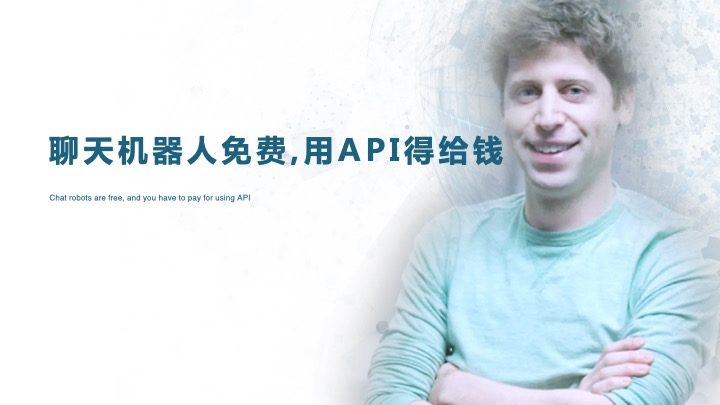 聊天机器人免费,用API得给钱
Chat robots are free, and you have to pay for using API